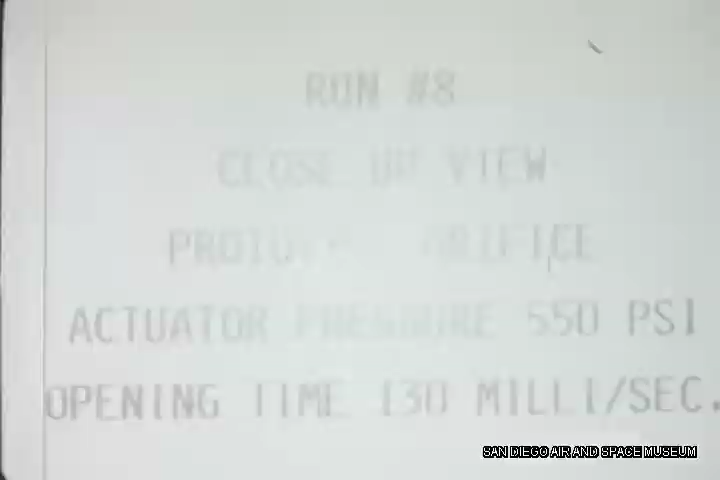 RUN #8
CLOSE UP VIEW
PROTOTYPE ORIFICE
ACTUATOR PRESSURE 550 PSI
OPENING TIME 130 MILLI/SEC.
SAN DIEGO AIR AND SPACE MUSEUM